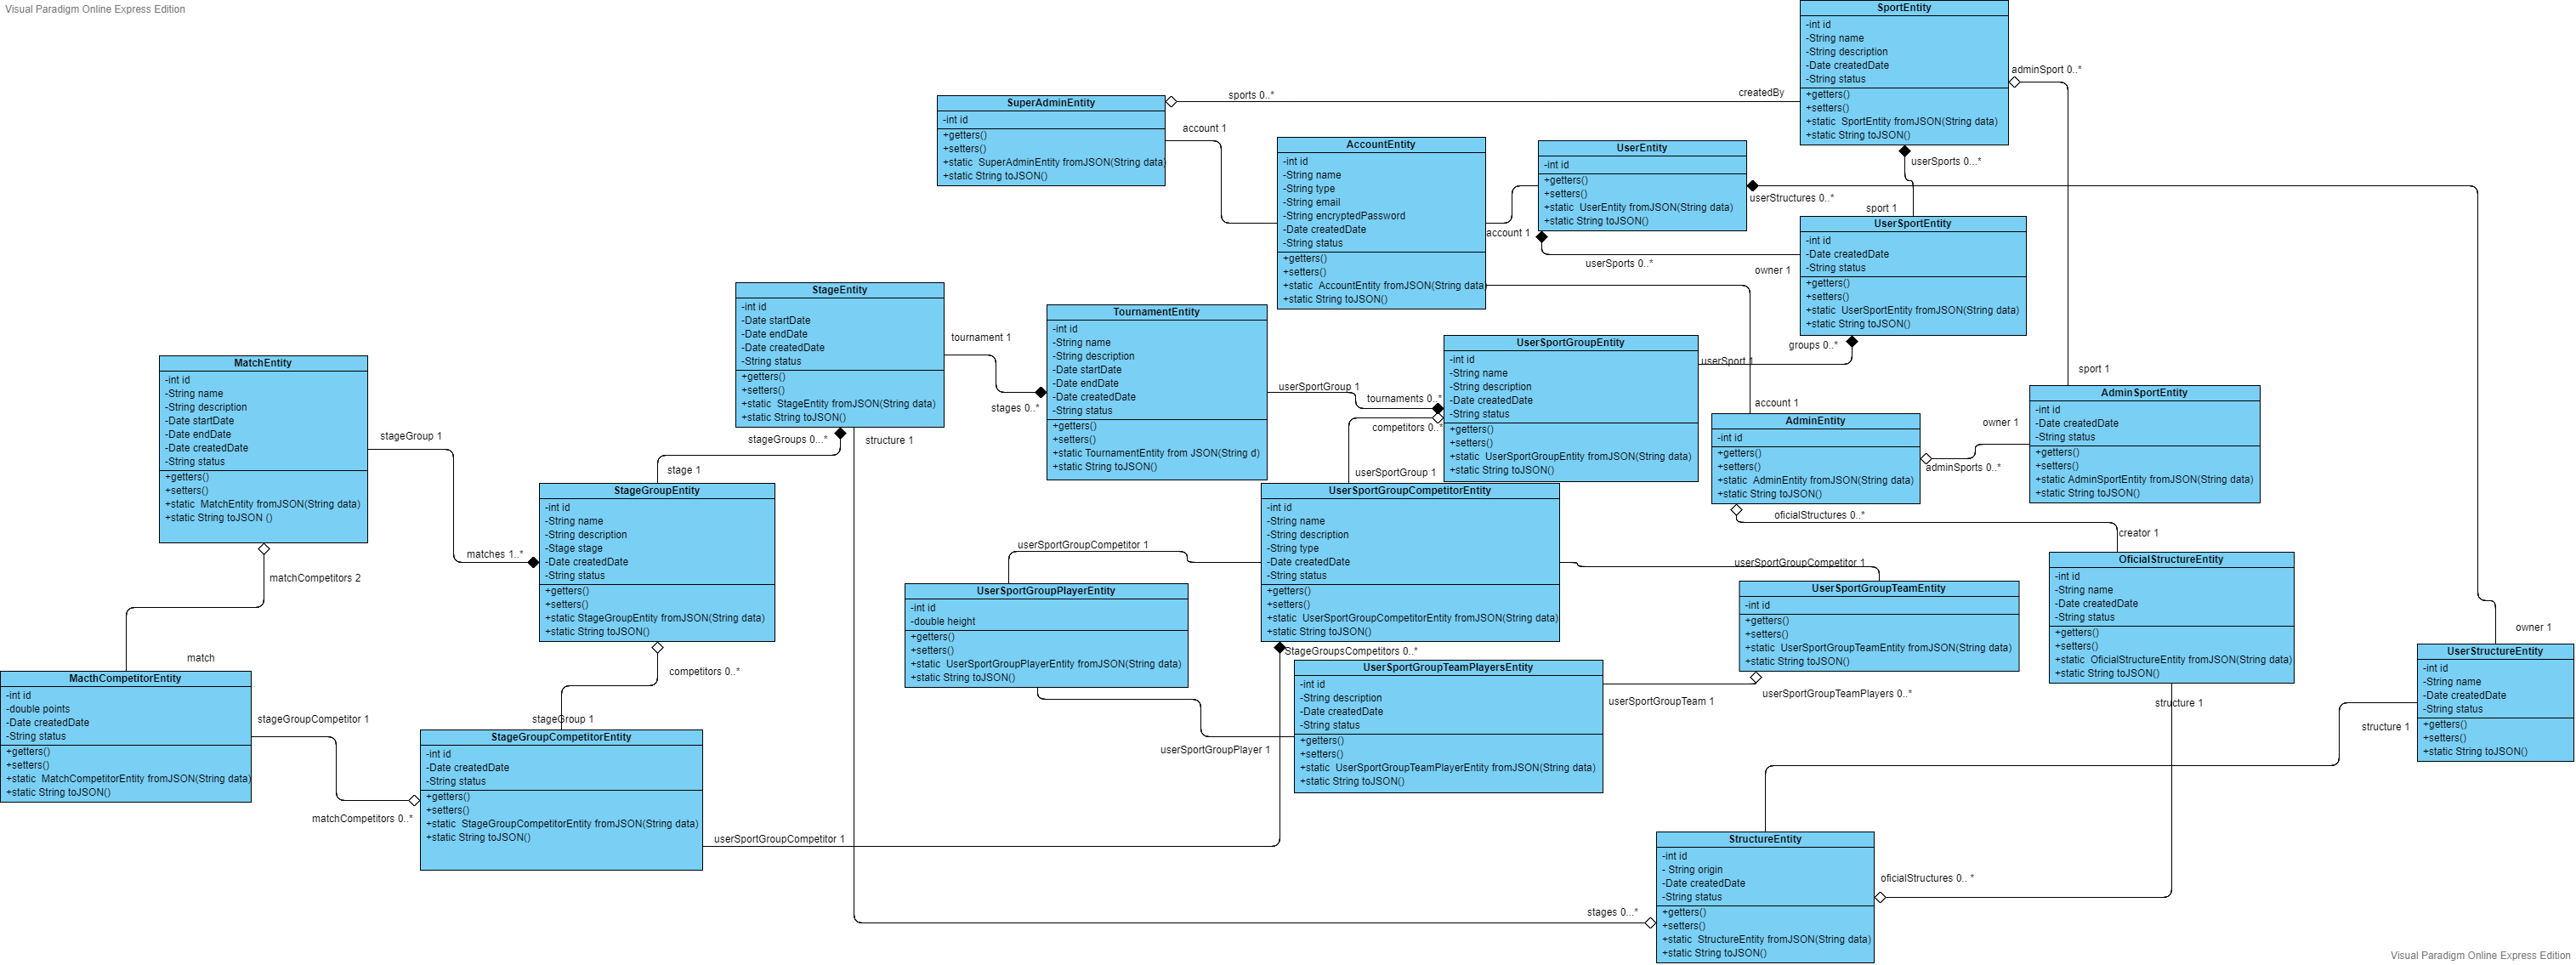 Visual Paradigm Online Express Edition
SportEntity
-int id
-String name
-String description
-Date createdDate
-String status
+getters()
+setters()
+static  SportEntity fromJSON(String data)
+static String toJSON()
adminSport 0..*
sports 0..*
createdBy
SuperAdminEntity
-int id
+getters()
+setters()
+static  SuperAdminEntity fromJSON(String data)
+static String toJSON()
account 1
AccountEntity
-int id
-String name
-String type
-String email
-String encryptedPassword
-Date createdDate
-String status
+getters()
+setters()
+static  AccountEntity fromJSON(String data)
+static String toJSON()
UserEntity
-int id
+getters()
+setters()
+static  UserEntity fromJSON(String data)
+static String toJSON()
account 1
userSports 0...*
userStructures 0..*
sport 1
userSports 0..*
owner 1
UserSportEntity
-int id
-Date createdDate
-String status
+getters()
+setters()
+static  UserSportEntity fromJSON(String data)
+static String toJSON()
groups 0..*
StageEntity
-int id
-Date startDate
-Date endDate
-Date createdDate
-String status
+getters()
+setters()
+static  StageEntity fromJSON(String data)
+static String toJSON()
tournament 1
stages 0..*
TournamentEntity
-int id
-String name
-String description
-Date startDate
-Date endDate
-Date createdDate
-String status
+getters()
+setters()
+static TournamentEntity from JSON(String d)
+static String toJSON()
userSportGroup 1
tournaments 0..*
competitors 0..*
UserSportGroupEntity
-int id
-String name
-String description
-Date createdDate
-String status
+getters()
+setters()
+static  UserSportGroupEntity fromJSON(String data)
+static String toJSON()
userSport 1
MatchEntity
-int id
-String name
-String description
-Date startDate
-Date endDate
-Date createdDate
-String status
+getters()
+setters()
+static  MatchEntity fromJSON(String data)
+static String toJSON ()
stageGroup 1
matches 1..*
matchCompetitors 2
stageGroups 0...*
structure 1
stage 1
account 1
AdminEntity
-int id
+getters()
+setters()
+static  AdminEntity fromJSON(String data)
+static String toJSON()
sport 1
owner 1
adminSports 0..*
AdminSportEntity
-int id
-Date createdDate
-String status
+getters()
+setters()
+static AdminSportEntity fromJSON(String data)
+static String toJSON()
StageGroupEntity
-int id
-String name
-String description
-Stage stage
-Date createdDate
-String status
+getters()
+setters()
+static StageGroupEntity fromJSON(String data)
+static String toJSON()
userSportGroup 1
UserSportGroupCompetitorEntity
-int id
-String name
-String description
-String type
-Date createdDate
-String status
+getters()
+setters()
+static  UserSportGroupCompetitorEntity fromJSON(String data)
+static String toJSON()
oficialStructures 0..*
creator 1
userSportGroupCompetitor 1
userSportGroupCompetitor 1
UserSportGroupPlayerEntity
-int id
-double height
+getters()
+setters()
+static  UserSportGroupPlayerEntity fromJSON(String data)
+static String toJSON()
UserSportGroupTeamEntity
-int id
+getters()
+setters()
+static  UserSportGroupTeamEntity fromJSON(String data)
+static String toJSON()
OficialStructureEntity
-int id
-String name
-Date createdDate
-String status
+getters()
+setters()
+static  OficialStructureEntity fromJSON(String data)
+static String toJSON()
owner 1
UserStructureEntity
-int id
-String name
-Date createdDate
-String status
+getters()
+setters()
+static String toJSON()
StageGroupsCompetitors 0..*
UserSportGroupTeamPlayersEntity
-int id
-String description
-Date createdDate
-String status
+getters()
+setters()
+static  UserSportGroupTeamPlayerEntity fromJSON(String data)
+static String toJSON()
userSportGroupTeam 1
userSportGroupTeamPlayers 0..*
userSportGroupPlayer 1
structure 1
structure 1
match
competitors 0..*
MacthCompetitorEntity
-int id
-double points
-Date createdDate
-String status
+getters()
+setters()
+static  MatchCompetitorEntity fromJSON(String data)
+static String toJSON()
stageGroupCompetitor 1
stageGroup 1
matchCompetitors 0..*
StageGroupCompetitorEntity
-int id
-Date createdDate
-String status
+getters()
+setters()
+static  StageGroupCompetitorEntity fromJSON(String data)
+static String toJSON()
userSportGroupCompetitor 1
StructureEntity
-int id
- String origin
-Date createdDate
-String status
+getters()
+setters()
+static  StructureEntity fromJSON(String data)
+static String toJSON()
oficialStructures 0.. *
stages 0...*
Visual Paradigm Online Express Edition